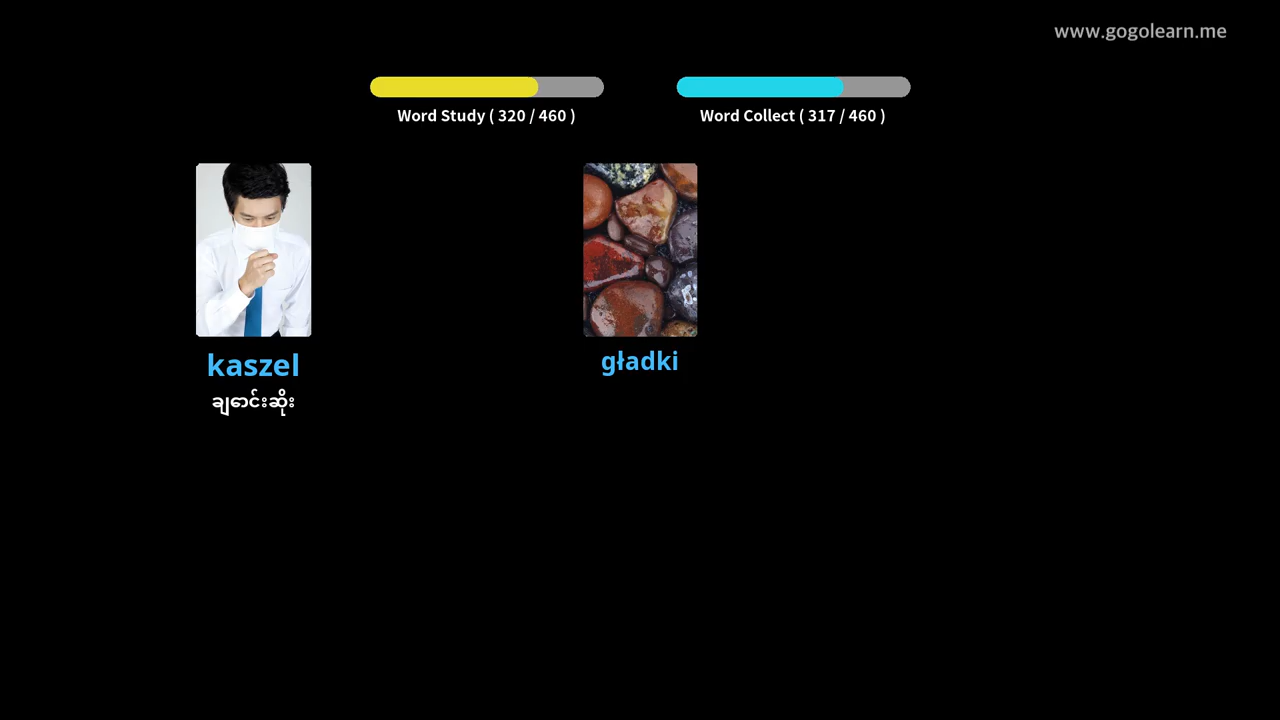 www.gogolearn.me
Word Study ( 320 / 460 )
Word Collect ( 317 / 460 )
kaszel
ချောင်းဆိုး
gładki